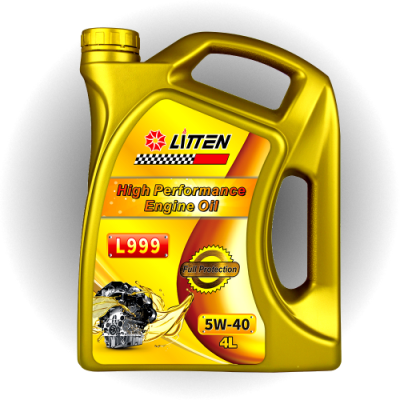 LITTEN
High Performance
Engine Oil
L999
Full Protection
5W-40
4L